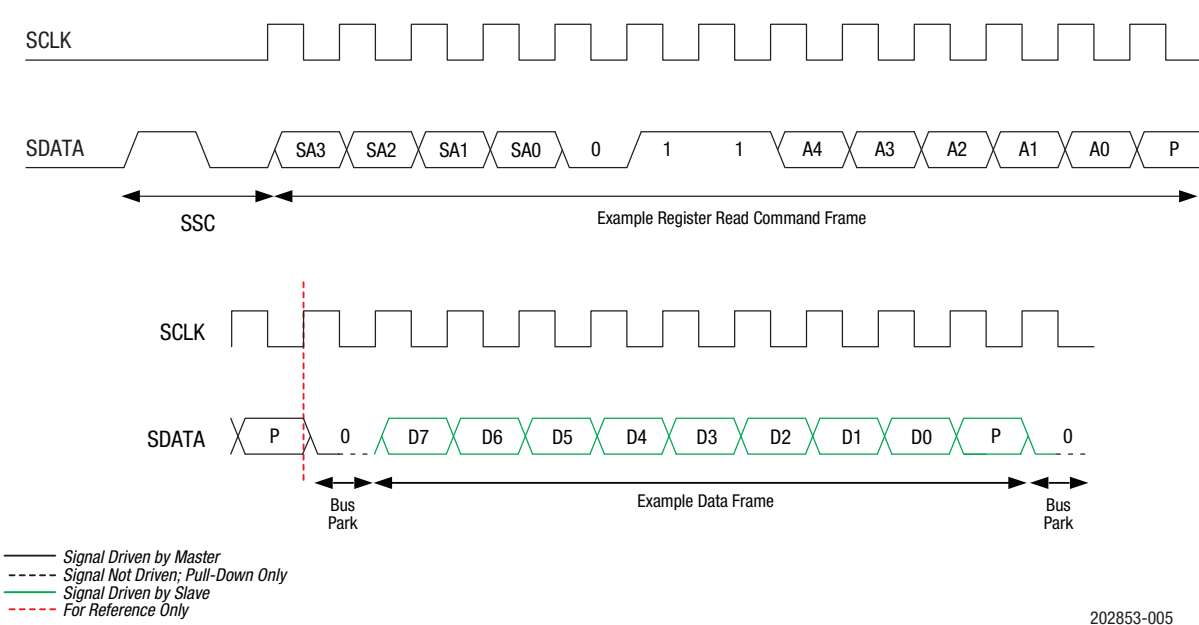 SCLK
SDATA SA3 SA2 SA1 SA0 0 1 1 A4 A3 A2 A1 A0 P
SSC
Example Register Read Command Frame
SCLK
SDATA P 0 D7 D6 D5 D4 D3 D2 D1 D0 P 0
Bus
Park
Example Data Frame
Bus
Park
Signal Driven by Master
Signal Not Driven; Pull-Down Only
Signal Driven by Slave
For Reference Only
202853-005